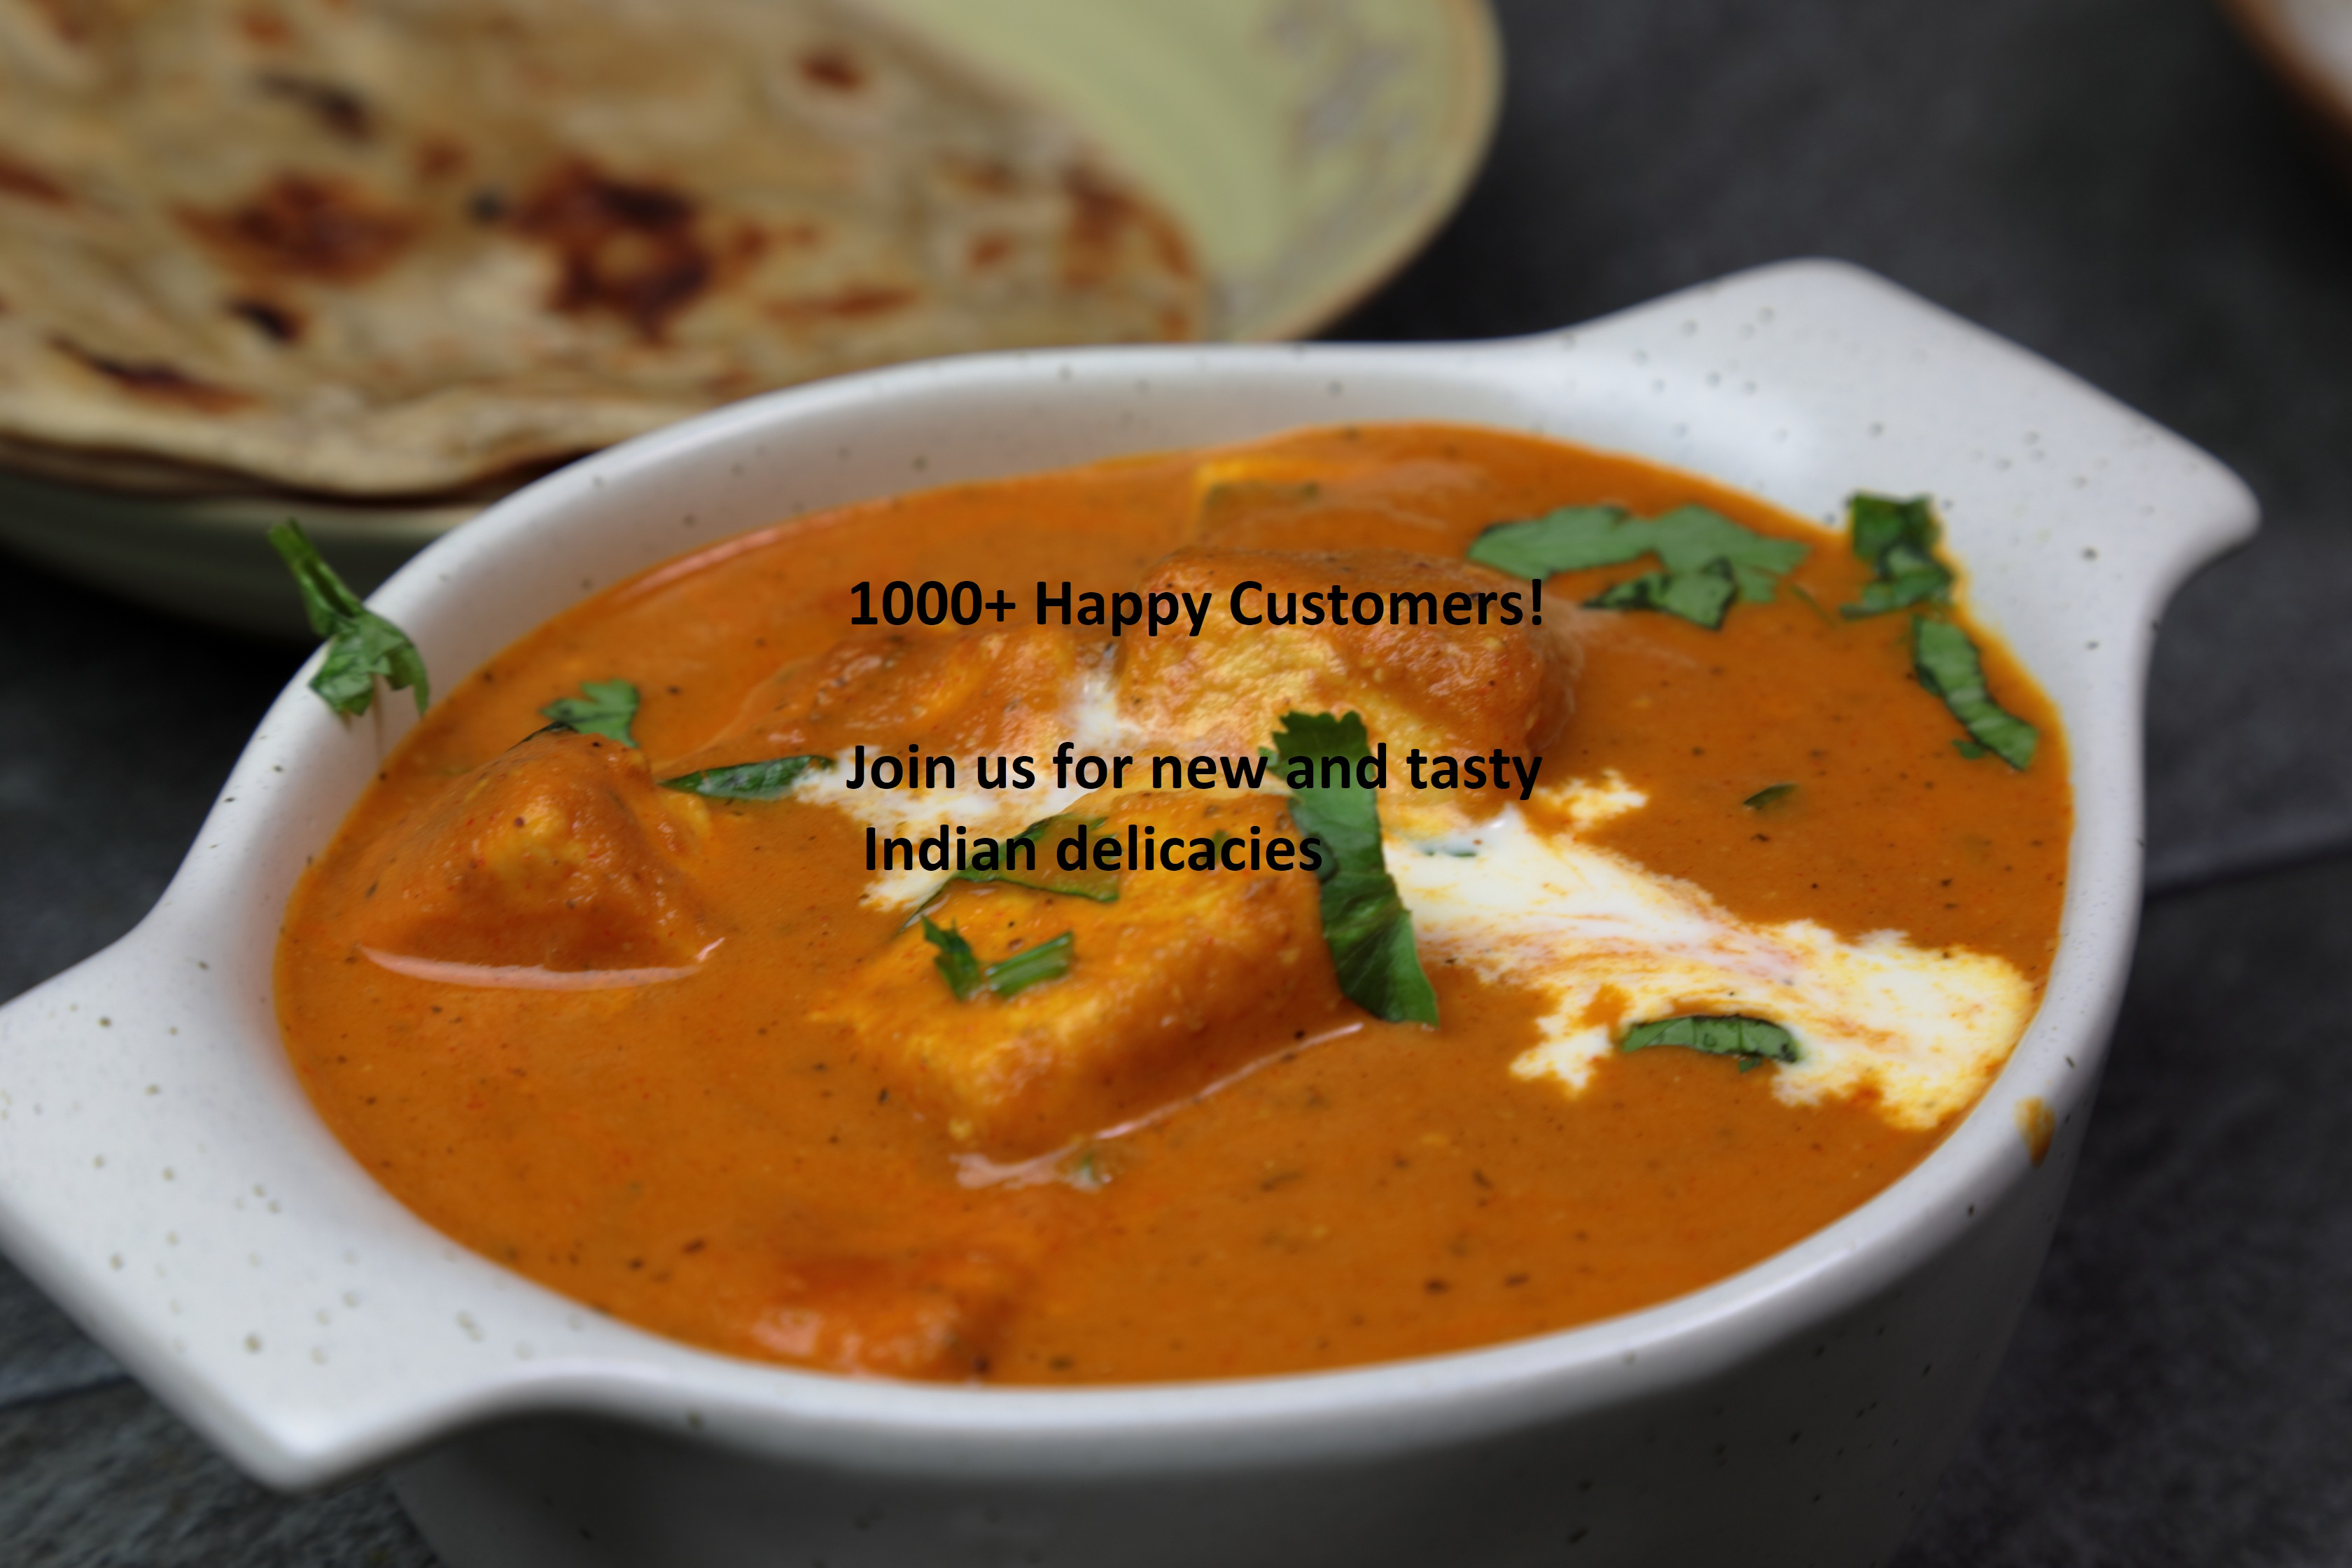 1000+ Happy Customers!
Join us for new and tasty
Indian delicacies